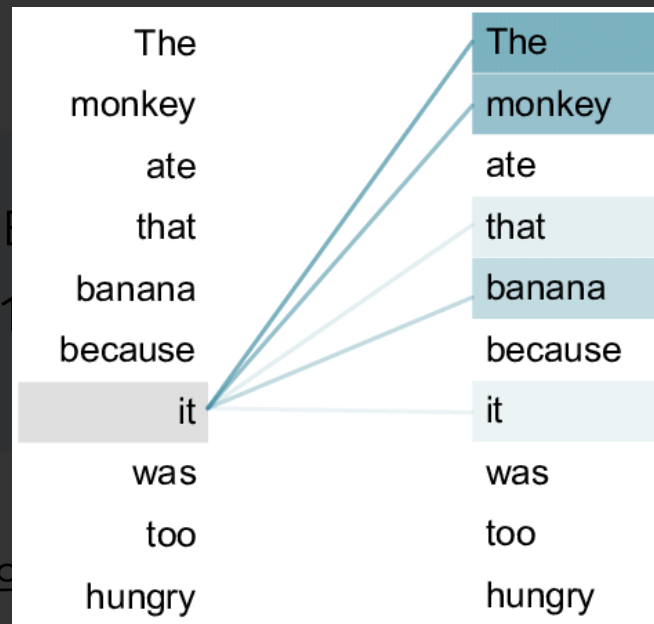 The The
monkey monkey
ate ate
that that
banana banana
because because
it it
was was
too too
hungry hungry